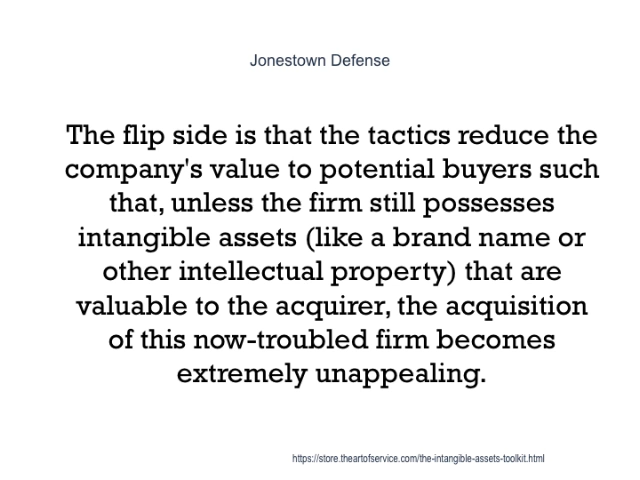 Jonestown Defense
The flip side is that the tactics reduce the
company's value to potential buyers such
that, unless the firm still possesses
intangible assets (like a brand name or
other intellectual property) that are
valuable to the acquirer, the acquisition
of this now-troubled firm becomes
extremely unappealing.
https://store.theartofservice.com/the-intangible-assets-toolkit.html